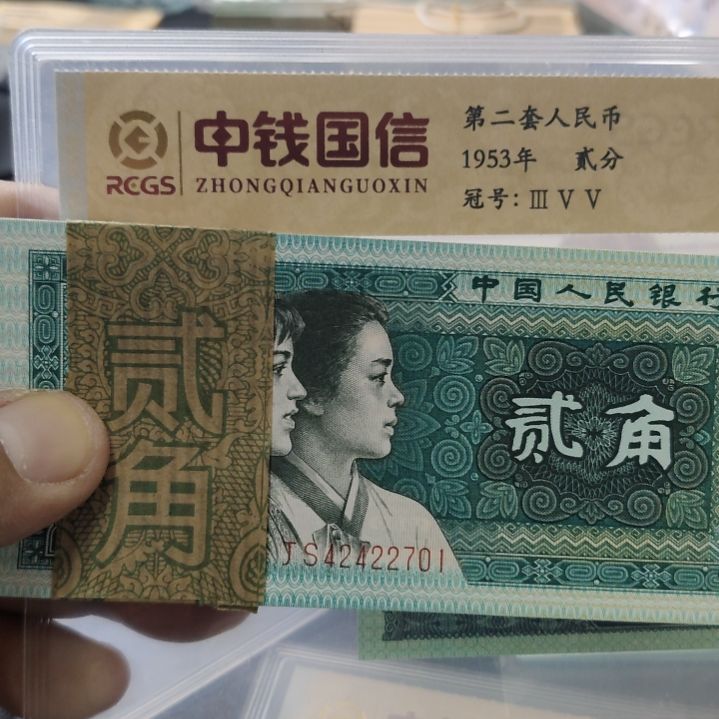 RCGS
中钱国信
ZHONGQIANGUOXIN
第二套人民币
1953年 贰分
冠号: Ⅲ Ⅴ Ⅴ
中国人民银行
贰角
贰角
JS42422701